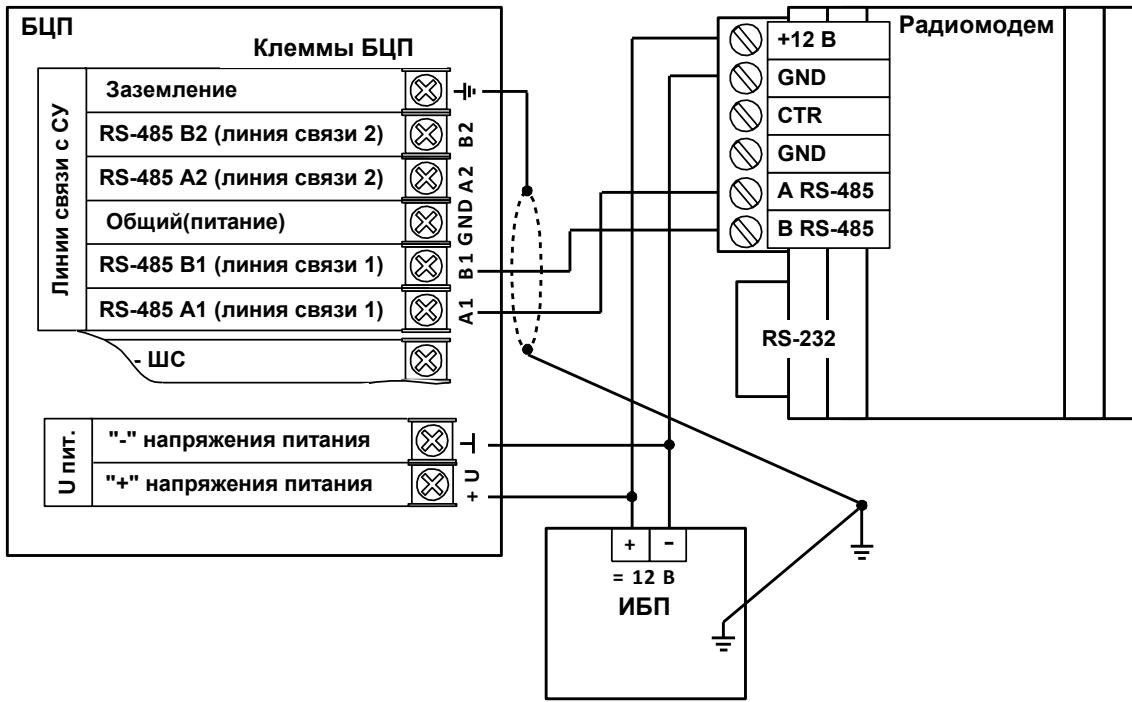 БЦП
Клеммы БЦП
Линии связи с СУ
Заземление
RS-485 B2 (линия связи 2)
B2
RS-485 A2 (линия связи 2)
A2
Общий(питание)
GND
RS-485 B1 (линия связи 1)
B1
RS-485 A1 (линия связи 1)
A1
- ШС
U пит.
"-" напряжения питания
"+" напряжения питания
+ U
Радиомодем
+12 В
GND
CTR
GND
A RS-485
B RS-485
RS-232
+ -
= 12 В
ИБП